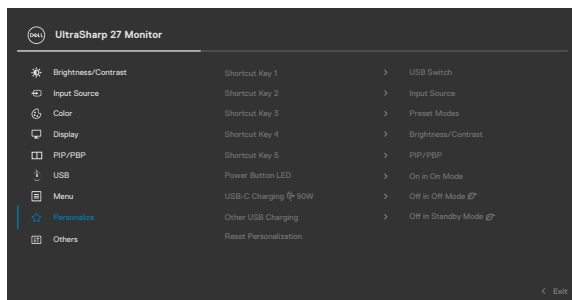 DELL UltraSharp 27 Monitor
Brightness/Contrast Shortcut Key 1 > USB Switch
Input Source Shortcut Key 2 > Input Source
Color Shortcut Key 3 > Preset Modes
Display Shortcut Key 4 > Brightness/Contrast
PIP/PBP Shortcut Key 5 > PIP/PBP
USB Power Button LED > On in On Mode
Menu USB-C Charging 90W > Off in Off Mode
Personalize Other USB Charging > Off in Standby Mode
Others Reset Personalization
< Exit